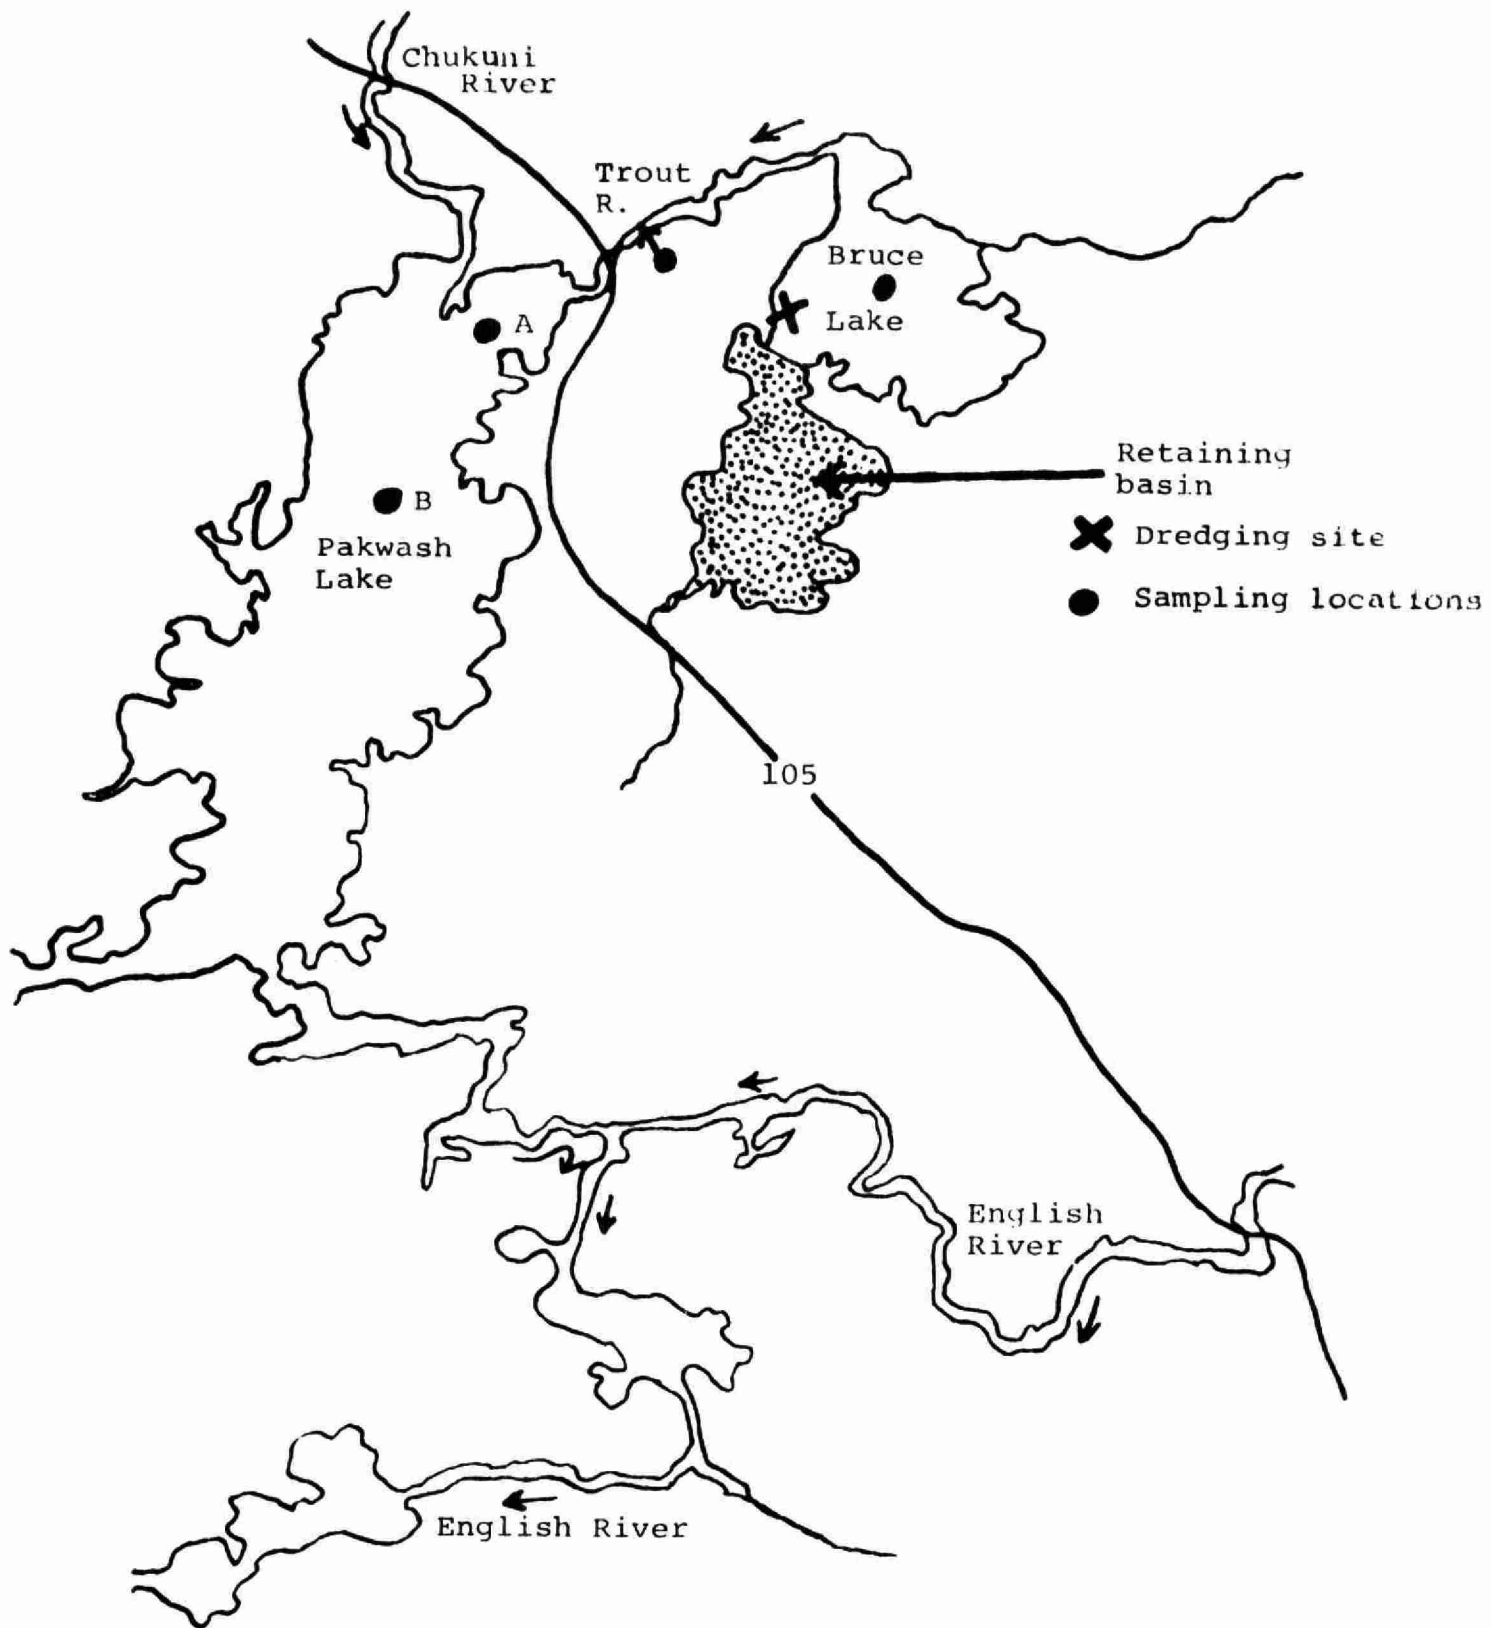 Chukuni
River
Trout
R.
Bruce
Lake
A
Retaining
basin
B
Dredging site
Pakwash
Lake
Sampling locations
105
English
River
English River